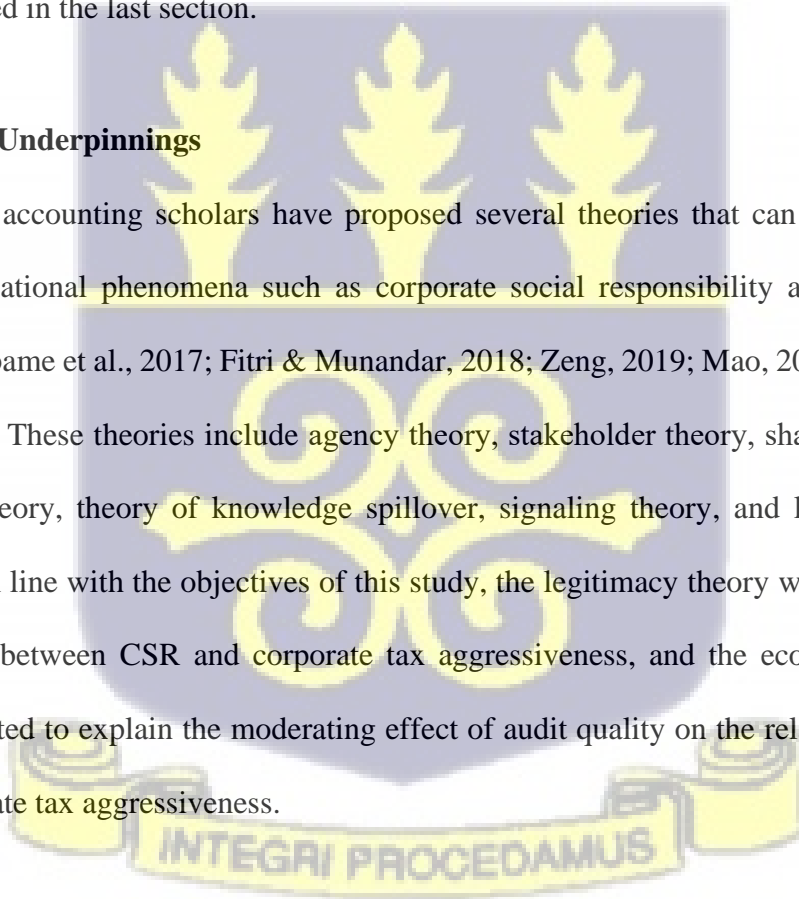 ed in the last section.
Underpinnings
accounting scholars have proposed several theories that can
ational phenomena such as corporate social responsibility a
bame et al., 2017; Fitri & Munandar, 2018; Zeng, 2019; Mao, 20
These theories include agency theory, stakeholder theory, sha
eory, theory of knowledge spillover, signaling theory, and l
line with the objectives of this study, the legitimacy theory w
between CSR and corporate tax aggressiveness, and the eco
ted to explain the moderating effect of audit quality on the rel
ate tax aggressiveness.
INTEGRI PROCEDAMUS